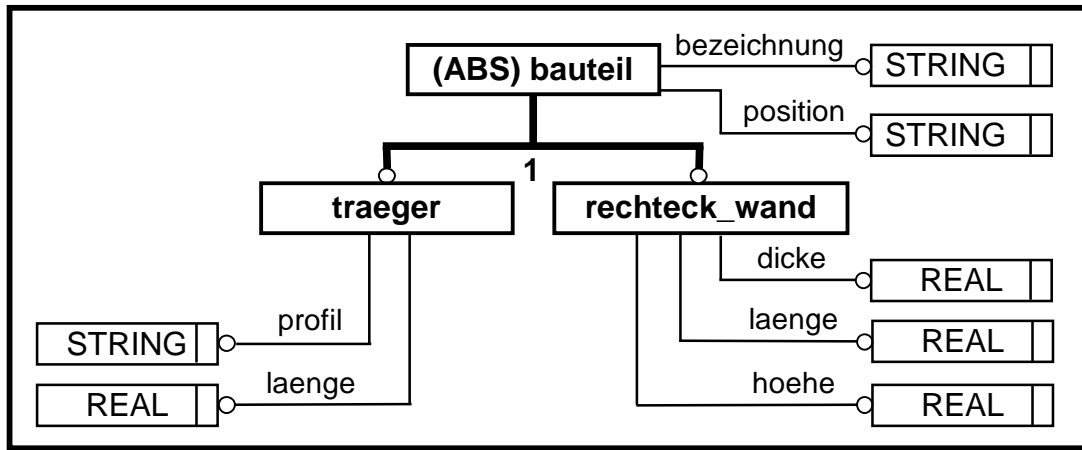 bezeichnung
(ABS) bauteil
STRING
position
STRING
1
traeger
rechteck_wand
dicke
REAL
profil
laenge
STRING
REAL
laenge
hoehe
REAL
REAL